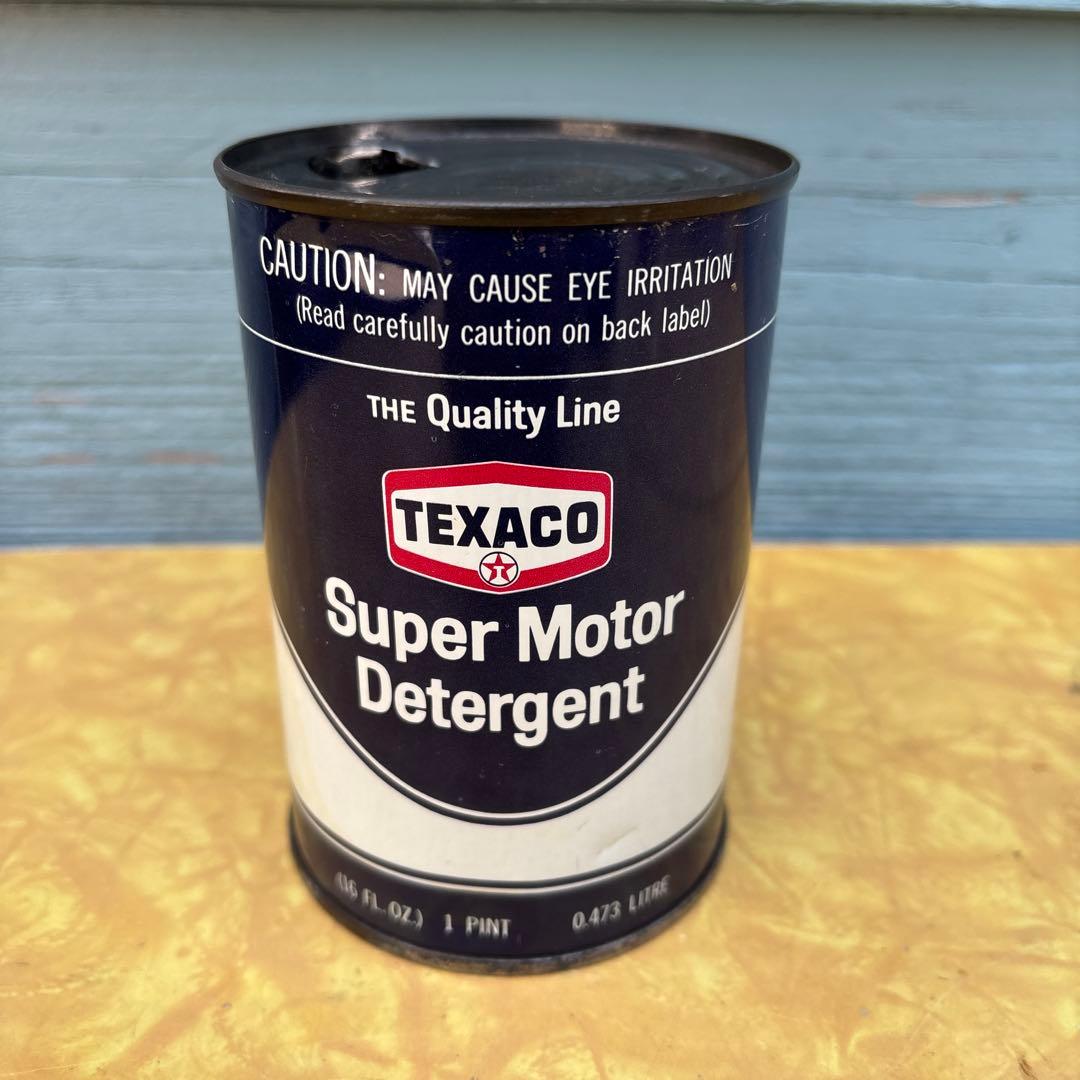 CAUTION: MAY CAUSE EYE IRRITATION
(Read carefully caution on back label)
THE Quality Line
TEXACO
T
Super Motor
Detergent
(16 FL. OZ.) 1 PINT 0.473 LITRE